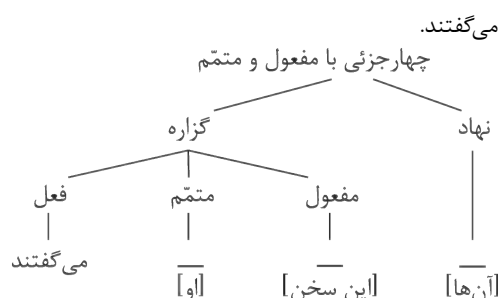 می‌گفتند.
چهارجزئی با مفعول و متمّم
نهاد
گزاره
مفعول
متمّم
فعل
[آن‌ها]
[این سخن]
[او]
می‌گفتند